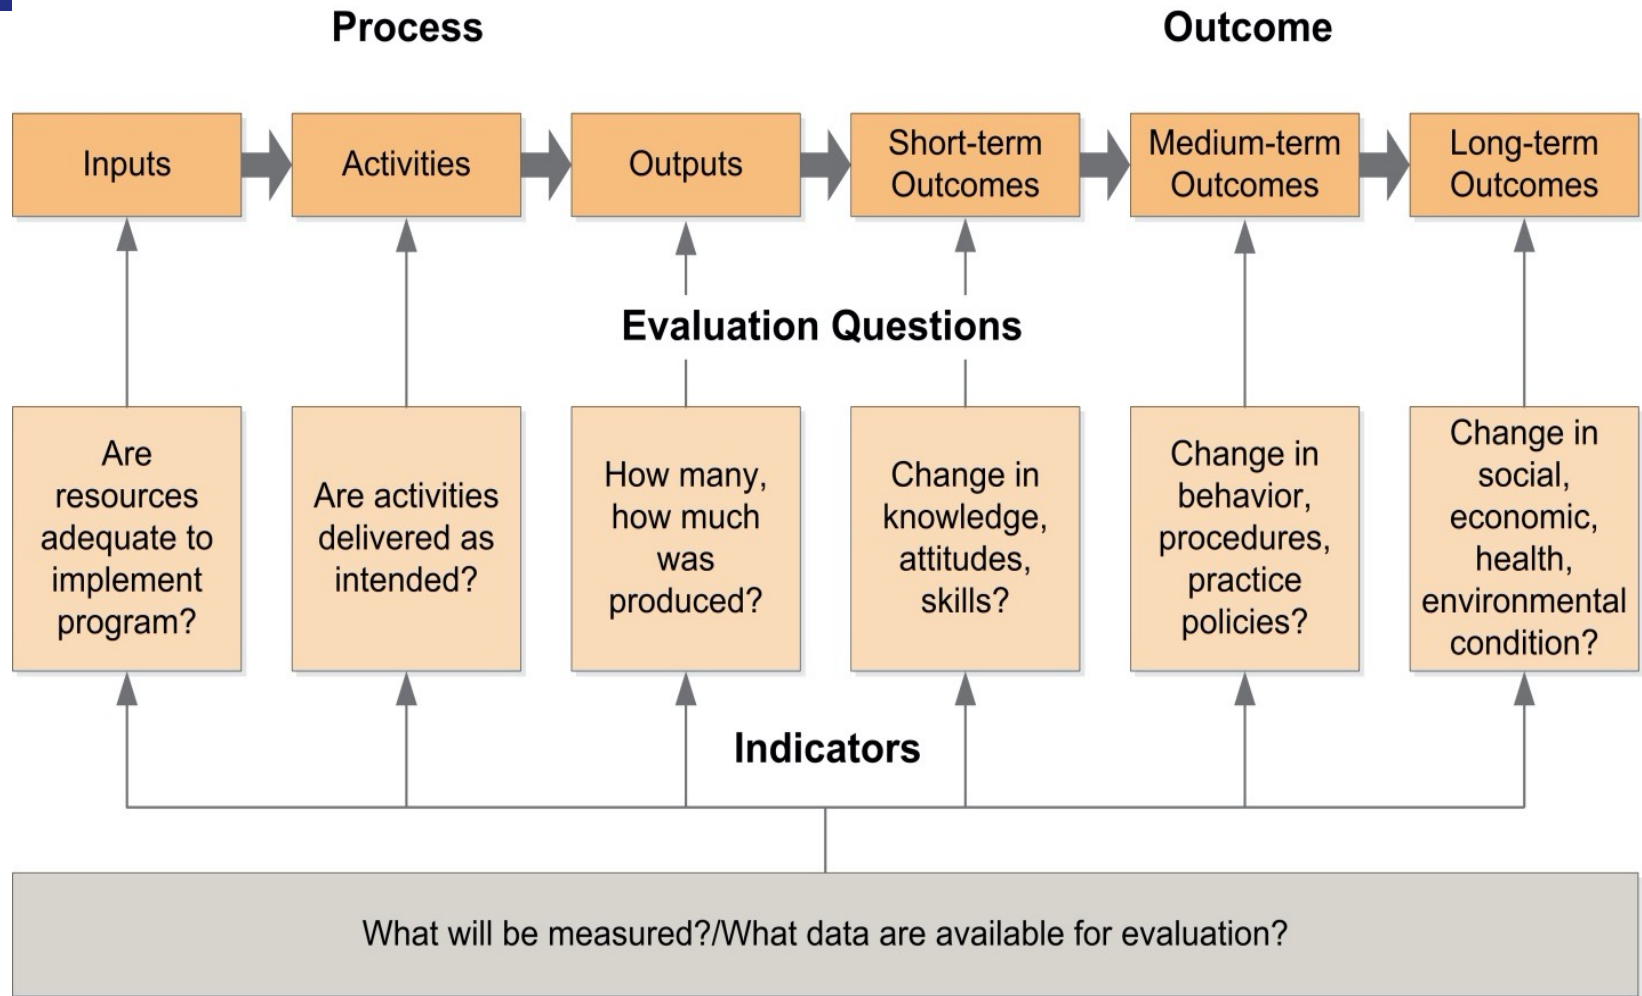 Process
Outcome
Inputs
Activities
Outputs
Short-term
Outcomes
Medium-term
Outcomes
Long-term
Outcomes
Evaluation Questions
Are
resources
adequate to
implement
program?
Are activities
delivered as
intended?
How many,
how much
was
produced?
Change in
knowledge,
attitudes,
skills?
Change in
behavior,
procedures,
practice
policies?
Change in
social,
economic,
health,
environmental
condition?
Indicators
What will be measured?/What data are available for evaluation?